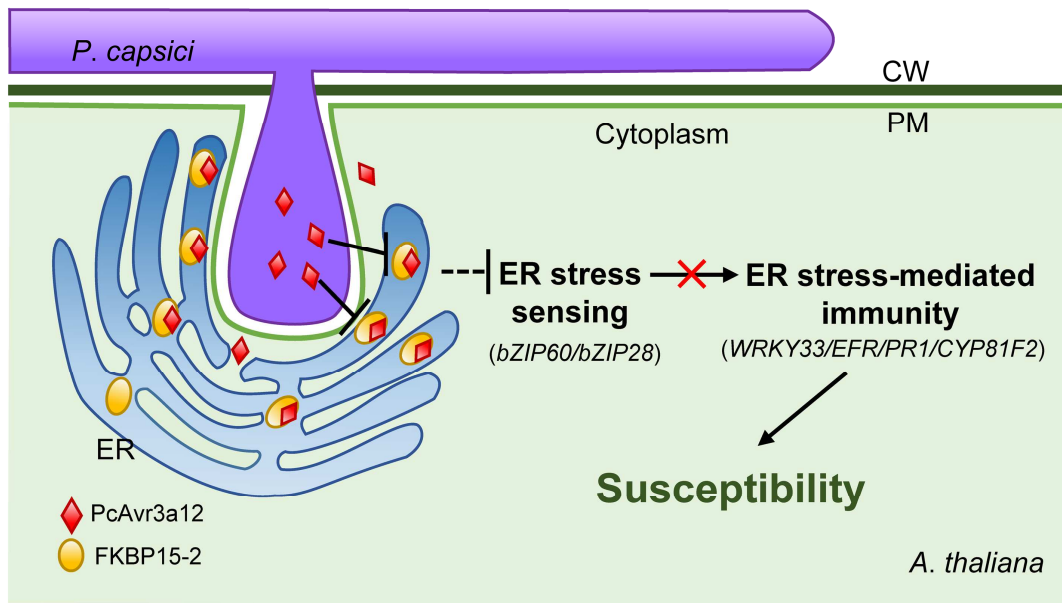 P. capsici
CW
PM
Cytoplasm
ER stress
sensing
(bZIP60/bZIP28)
ER stress-mediated
immunity
(WRKY33/EFR/PR1/CYP81F2)
Susceptibility
ER
PcAvr3a12
FKBP15-2
A. thaliana